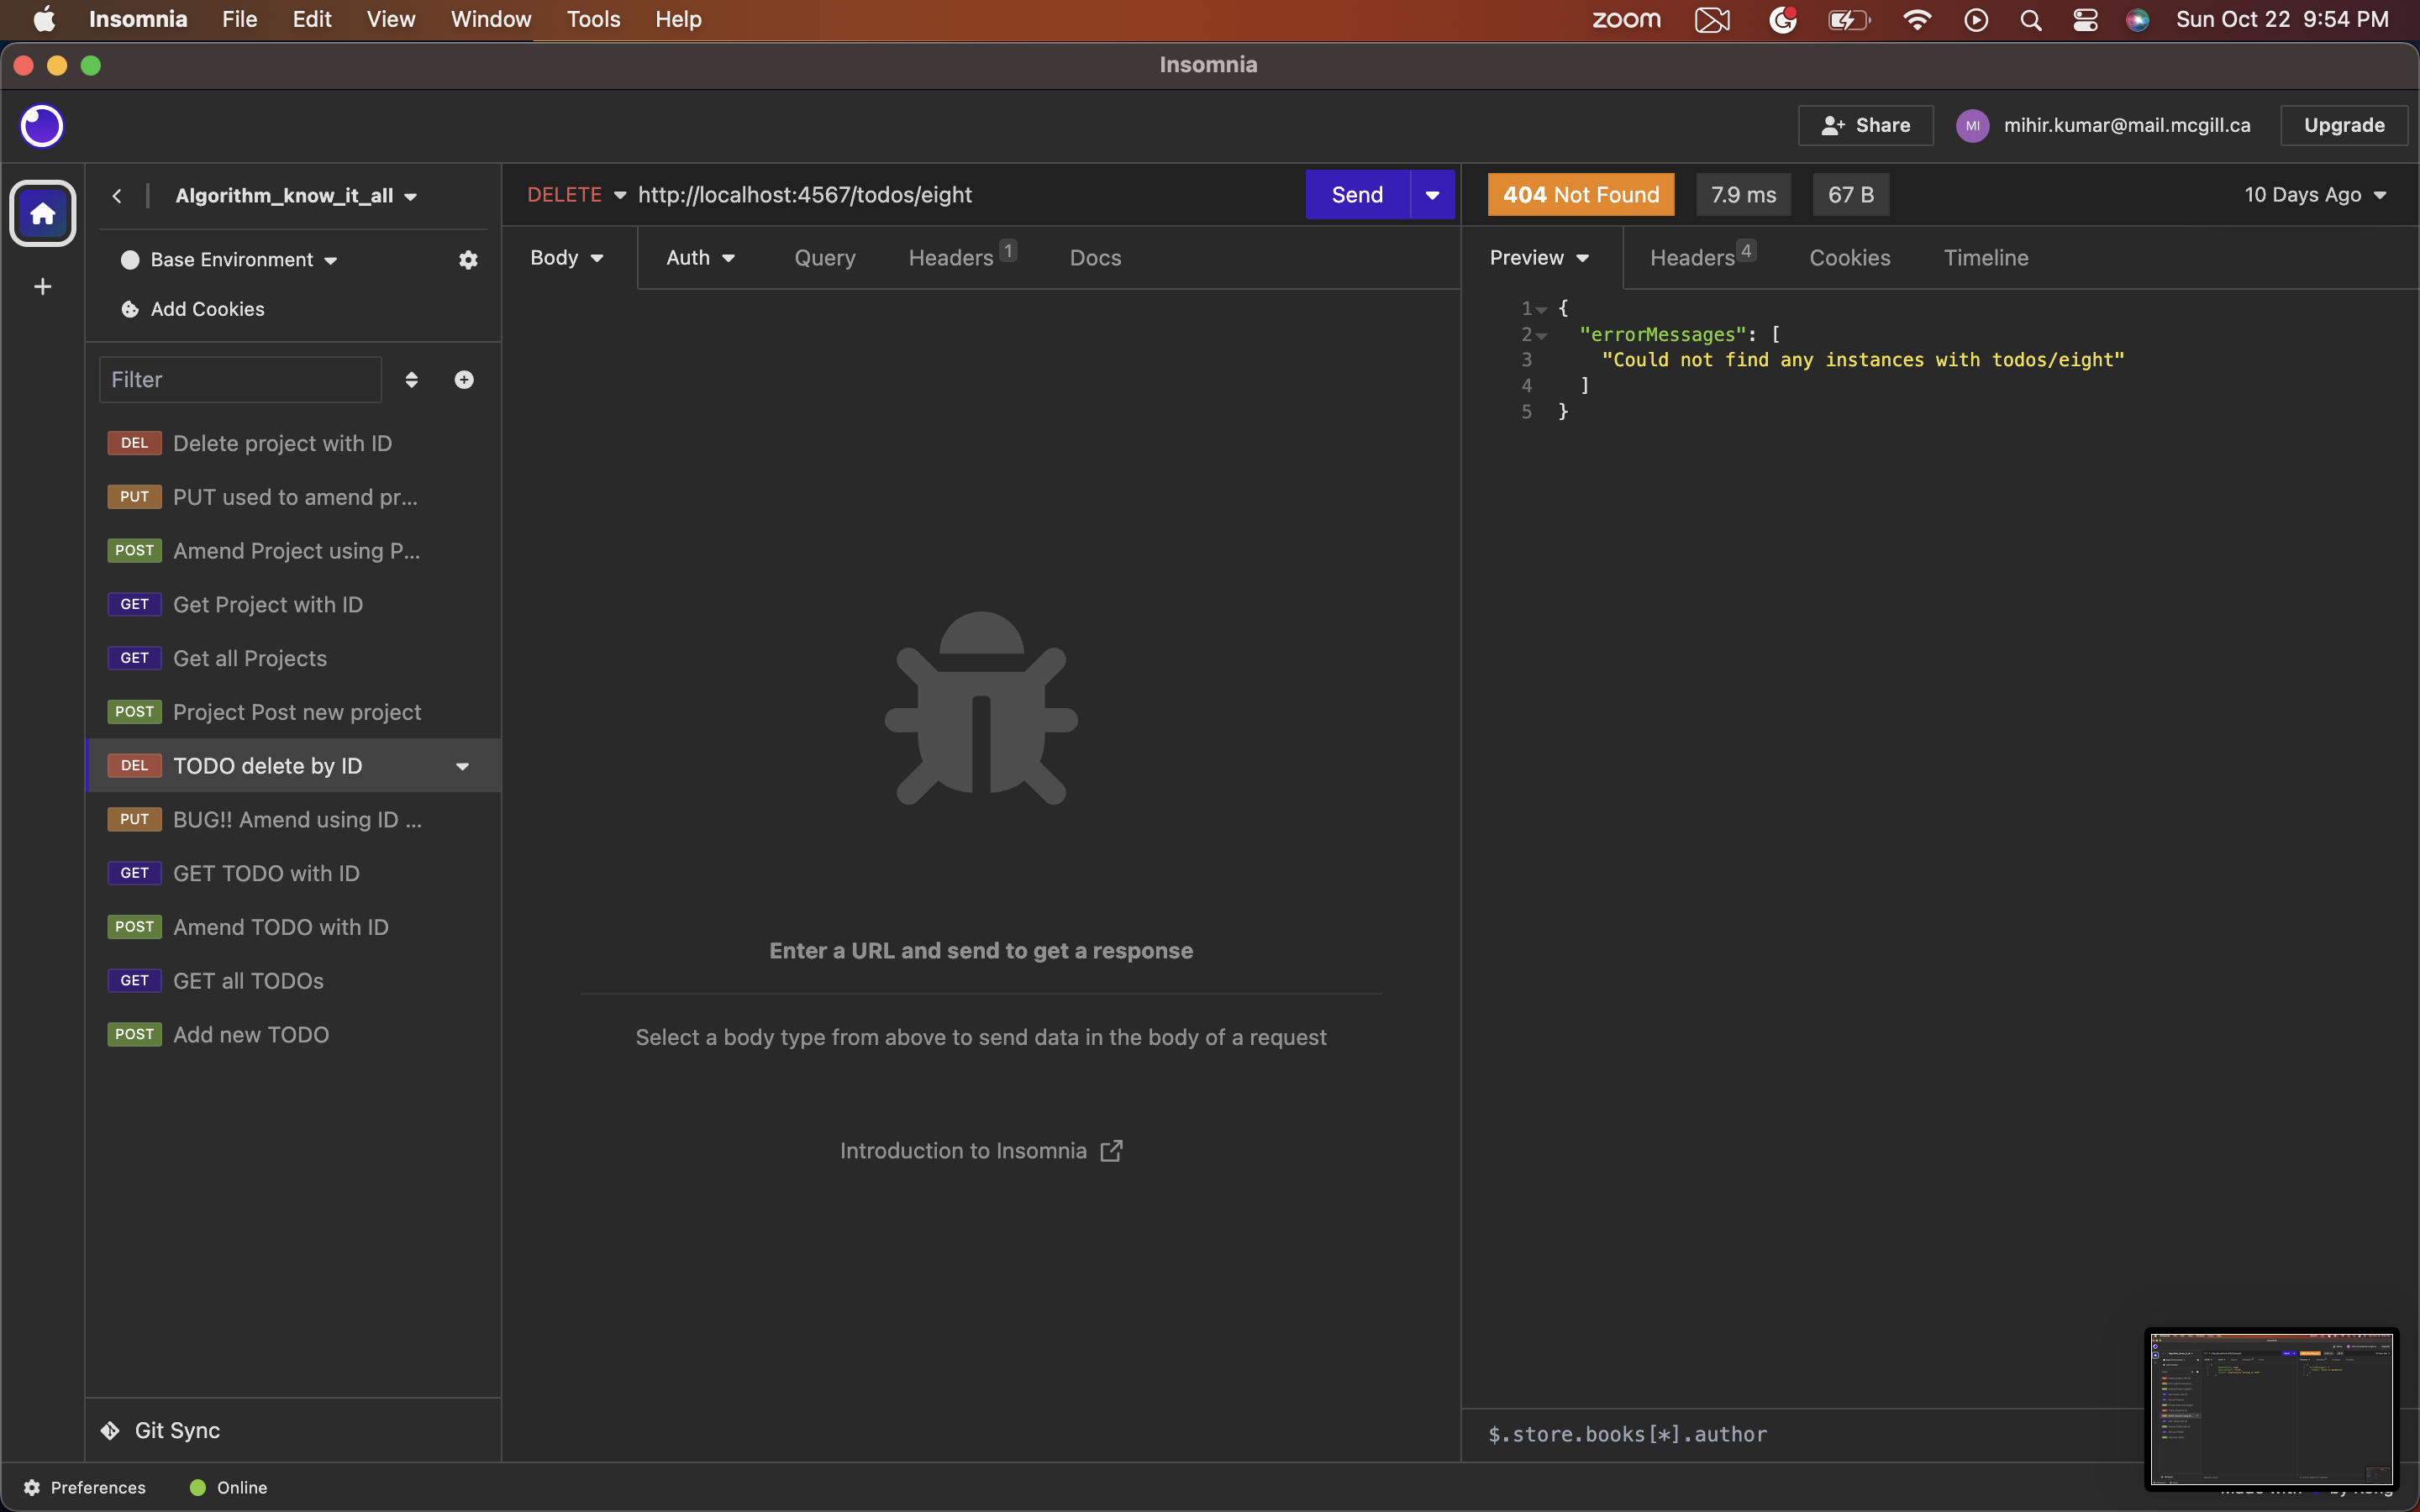 Insomnia File Edit View Window Tools Help zoom Sun Oct 22 9:54 PM
Insomnia
Share MI mihir.kumar@mail.mcgill.ca Upgrade
Algorithm_know_it_all
Base Environment
Add Cookies
Filter
DEL Delete project with ID
PUT PUT used to amend pr...
POST Amend Project using P...
GET Get Project with ID
GET Get all Projects
POST Project Post new project
DEL TODO delete by ID
PUT BUG!! Amend using ID ...
GET GET TODO with ID
POST Amend TODO with ID
GET GET all TODOs
POST Add new TODO
Git Sync
DELETE http://localhost:4567/todos/eight Send
Body Auth Query Headers 1 Docs
Enter a URL and send to get a response
Select a body type from above to send data in the body of a request
Introduction to Insomnia
404 Not Found 7.9 ms 67 B 10 Days Ago
Preview Headers 4 Cookies Timeline
1 {
2 "errorMessages": [
3 "Could not find any instances with todos/eight"
4 ]
5 }
$.store.books[*].author
Preferences Online